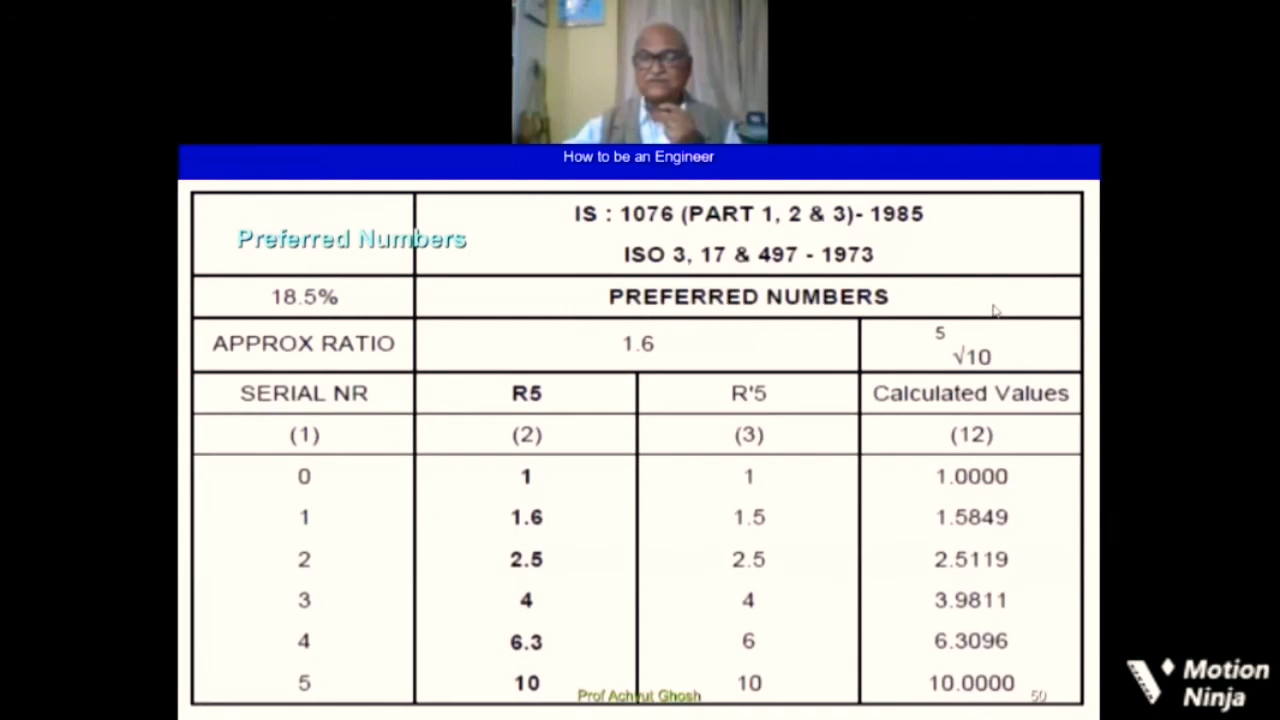 How to be an Engineer
Preferred Numbers
IS : 1076 (PART 1, 2 & 3)- 1985
ISO 3, 17 & 497 - 1973
18.5% PREFERRED NUMBERS
APPROX RATIO 1.6 5 √10
SERIAL NR R5 R'5 Calculated Values
(1) (2) (3) (12)
0 1 1 1.0000
1 1.6 1.5 1.5849
2 2.5 2.5 2.5119
3 4 4 3.9811
4 6.3 6 6.3096
5 10 10 10.0000
Prof Achyut Ghosh 50
Motion
Ninja